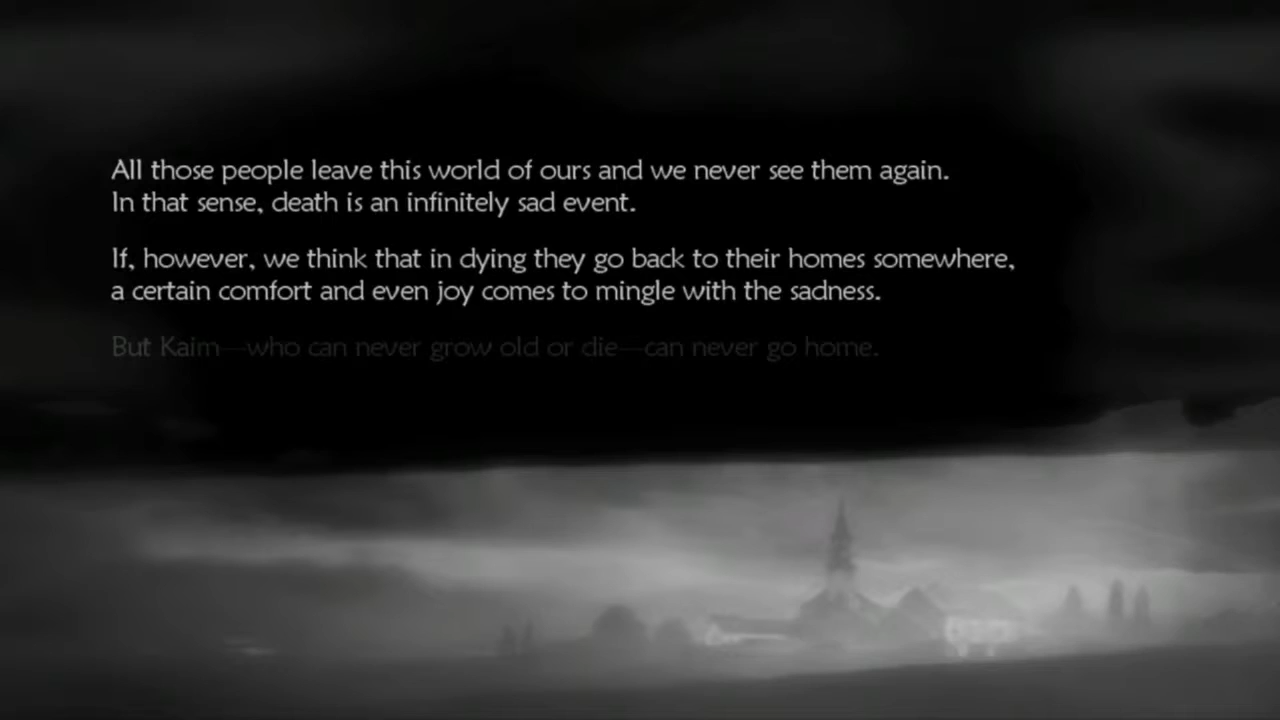 All those people leave this world of ours and we never see them again.
In that sense, death is an infinitely sad event.
If, however, we think that in dying they go back to their homes somewhere,
a certain comfort and even joy comes to mingle with the sadness.
But Kaim—who can never grow old or die—can never go home.